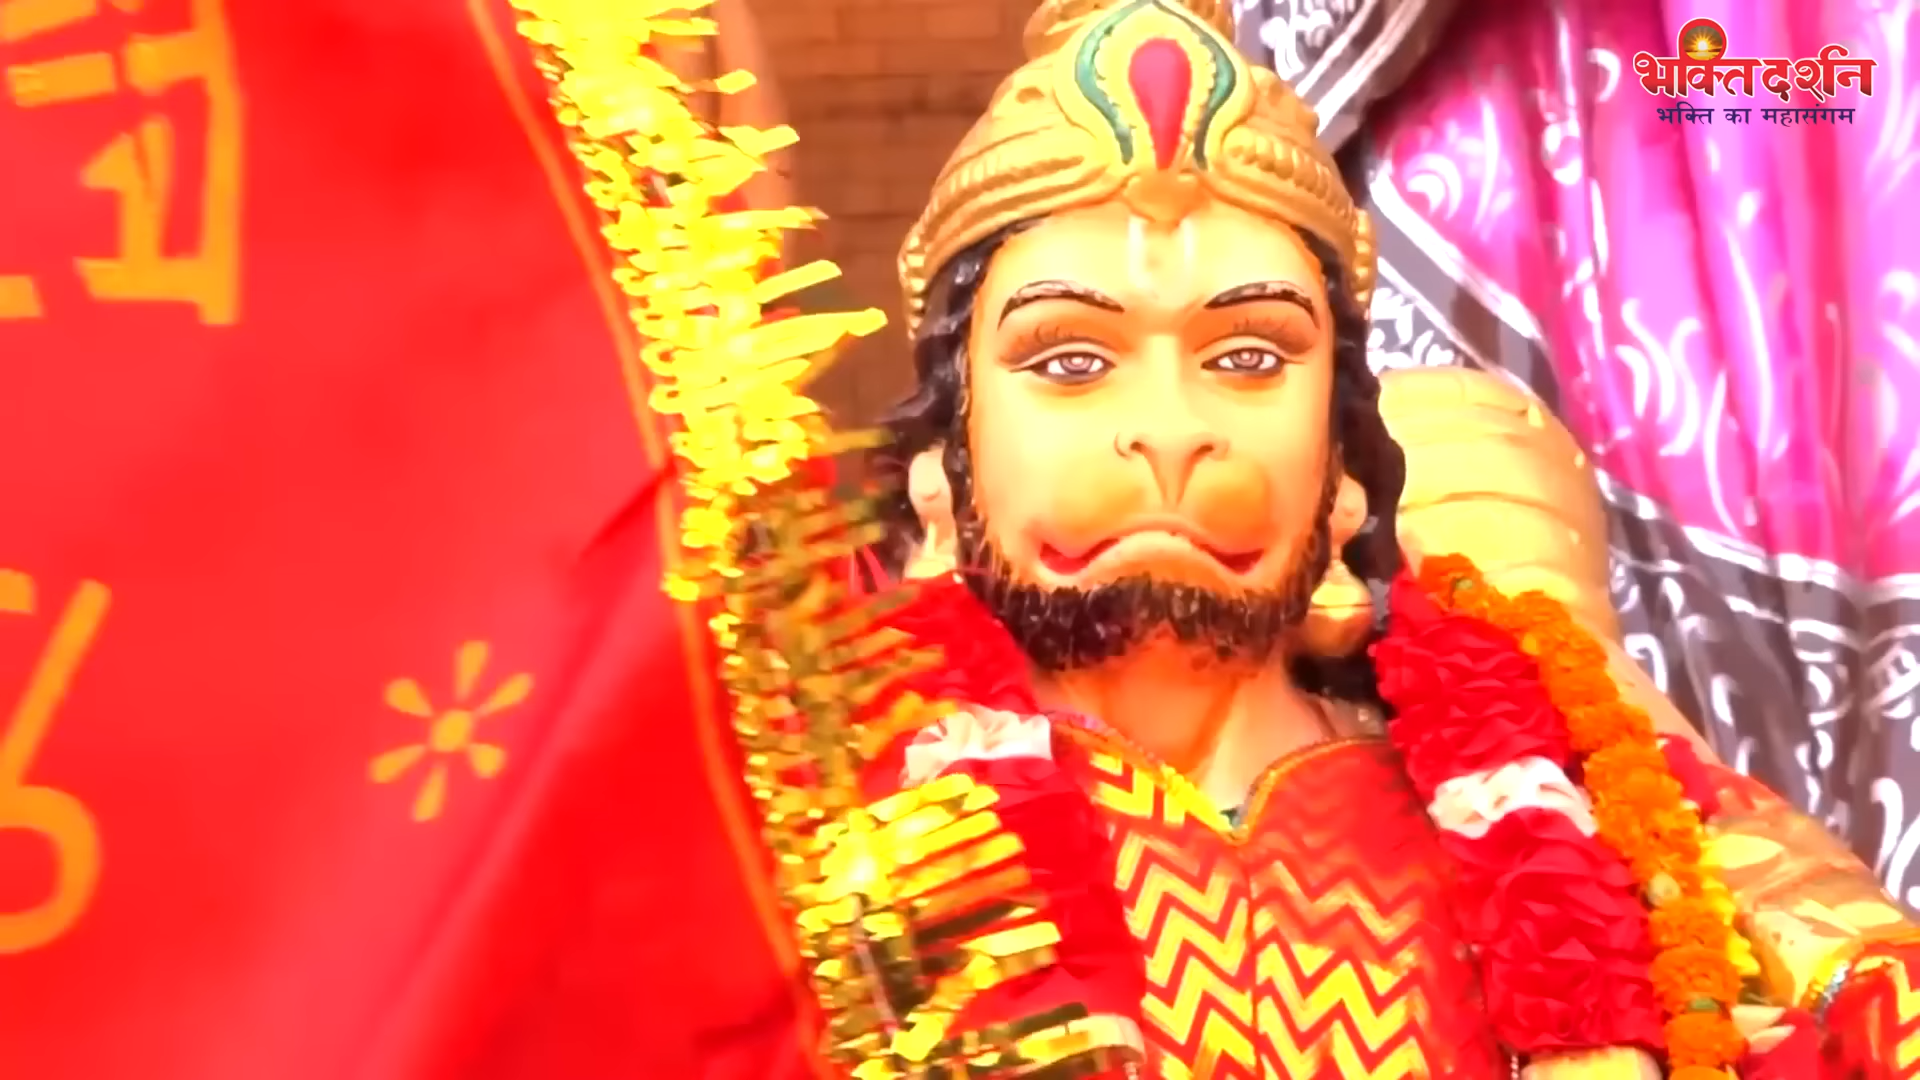 भक्ति दर्शन
भक्ति का महासंगम